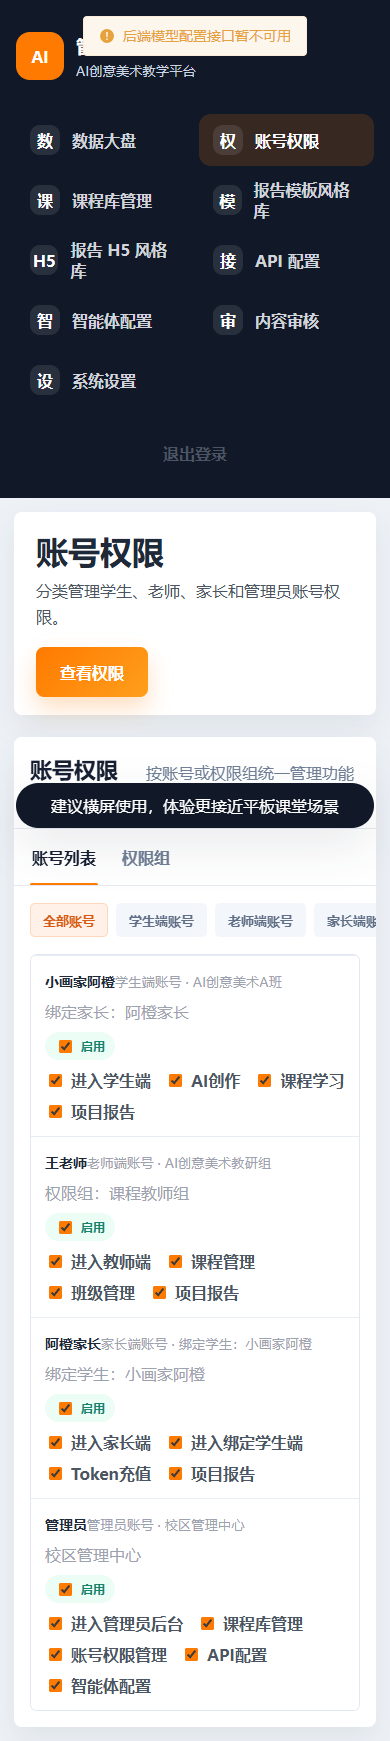 后端模型配置接口暂不可用
AI
AI创意美术教学平台
数 数据大盘
权 账号权限
课 课程库管理
模 报告模板风格
库
H5 报告 H5 风格
库
接 API 配置
智 智能体配置
审 内容审核
设 系统设置
退出登录
账号权限
分类管理学生、老师、家长和管理员账号权
限。
查看权限
账号权限 按账号或权限组统一管理功能
建议横屏使用，体验更接近平板课堂场景
账号列表 权限组
全部账号 学生端账号 老师端账号 家长端账
小画家阿橙学生端账号 · AI创意美术A班
绑定家长：阿橙家长
启用
进入学生端 AI创作 课程学习
项目报告
王老师老师端账号 · AI创意美术教研组
权限组：课程教师组
启用
进入教师端 课程管理
班级管理 项目报告
阿橙家长家长端账号 · 绑定学生：小画家阿橙
绑定学生：小画家阿橙
启用
进入家长端 进入绑定学生端
Token充值 项目报告
管理员管理员账号 · 校区管理中心
校区管理中心
启用
进入管理员后台 课程库管理
账号权限管理 API配置
智能体配置